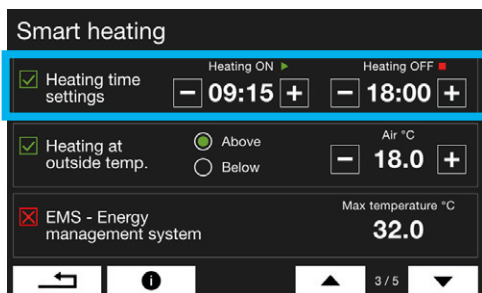 Smart heating
Heating time
settings
Heating ON
− 09:15 +
Heating OFF
− 18:00 +
Heating at
outside temp.
Above
Below
Air °C
− 18.0 +
EMS - Energy
management system
Max temperature °C
32.0
i
3/5